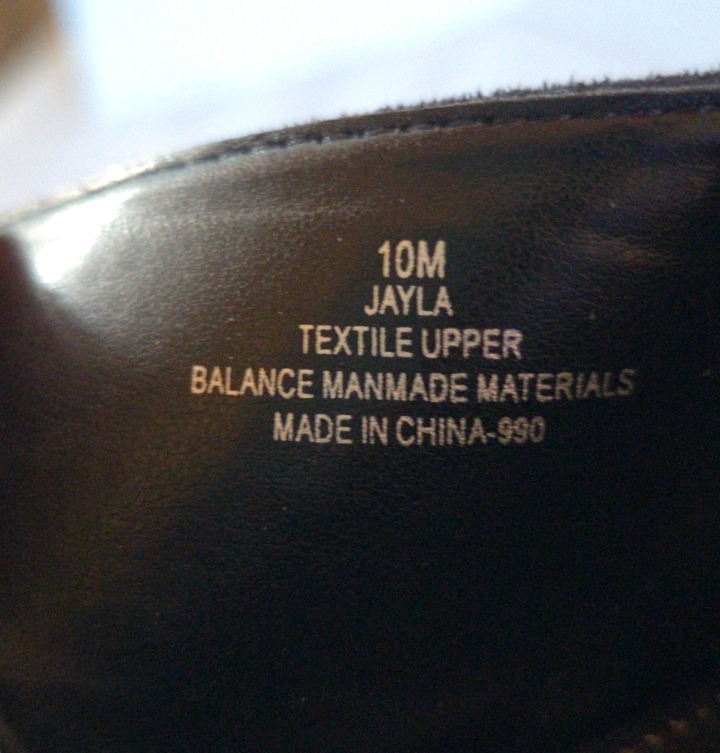 10M
JAYLA
TEXTILE UPPER
BALANCE MANMADE MATERIALS
MADE IN CHINA-990